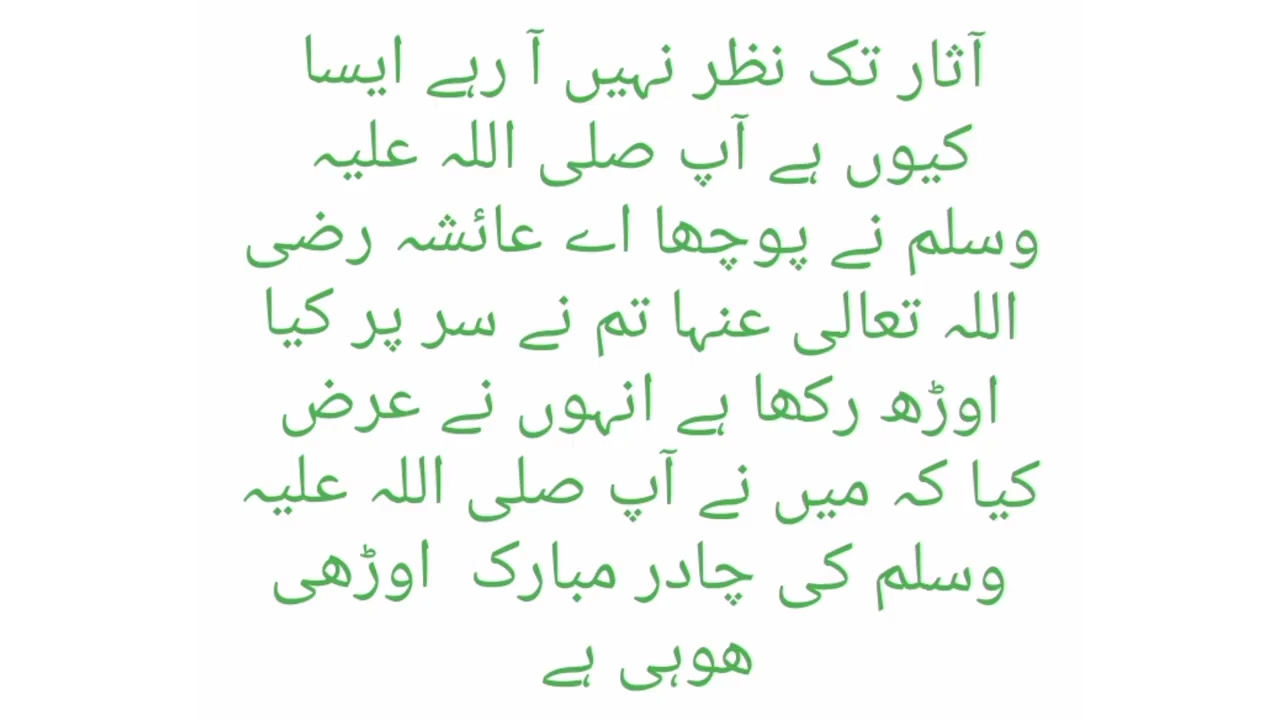 آثار تک نظر نہیں آ رہے ایسا
کیوں ہے آپ صلی اللہ علیہ
وسلم نے پوچھا اے عائشہ رضی
اللہ تعالی عنہا تم نے سر پر کیا
اوڑھ رکھا ہے انہوں نے عرض
کیا کہ میں نے آپ صلی اللہ علیہ
وسلم کی چادر مبارک  اوڑھی
ھوہی ہے